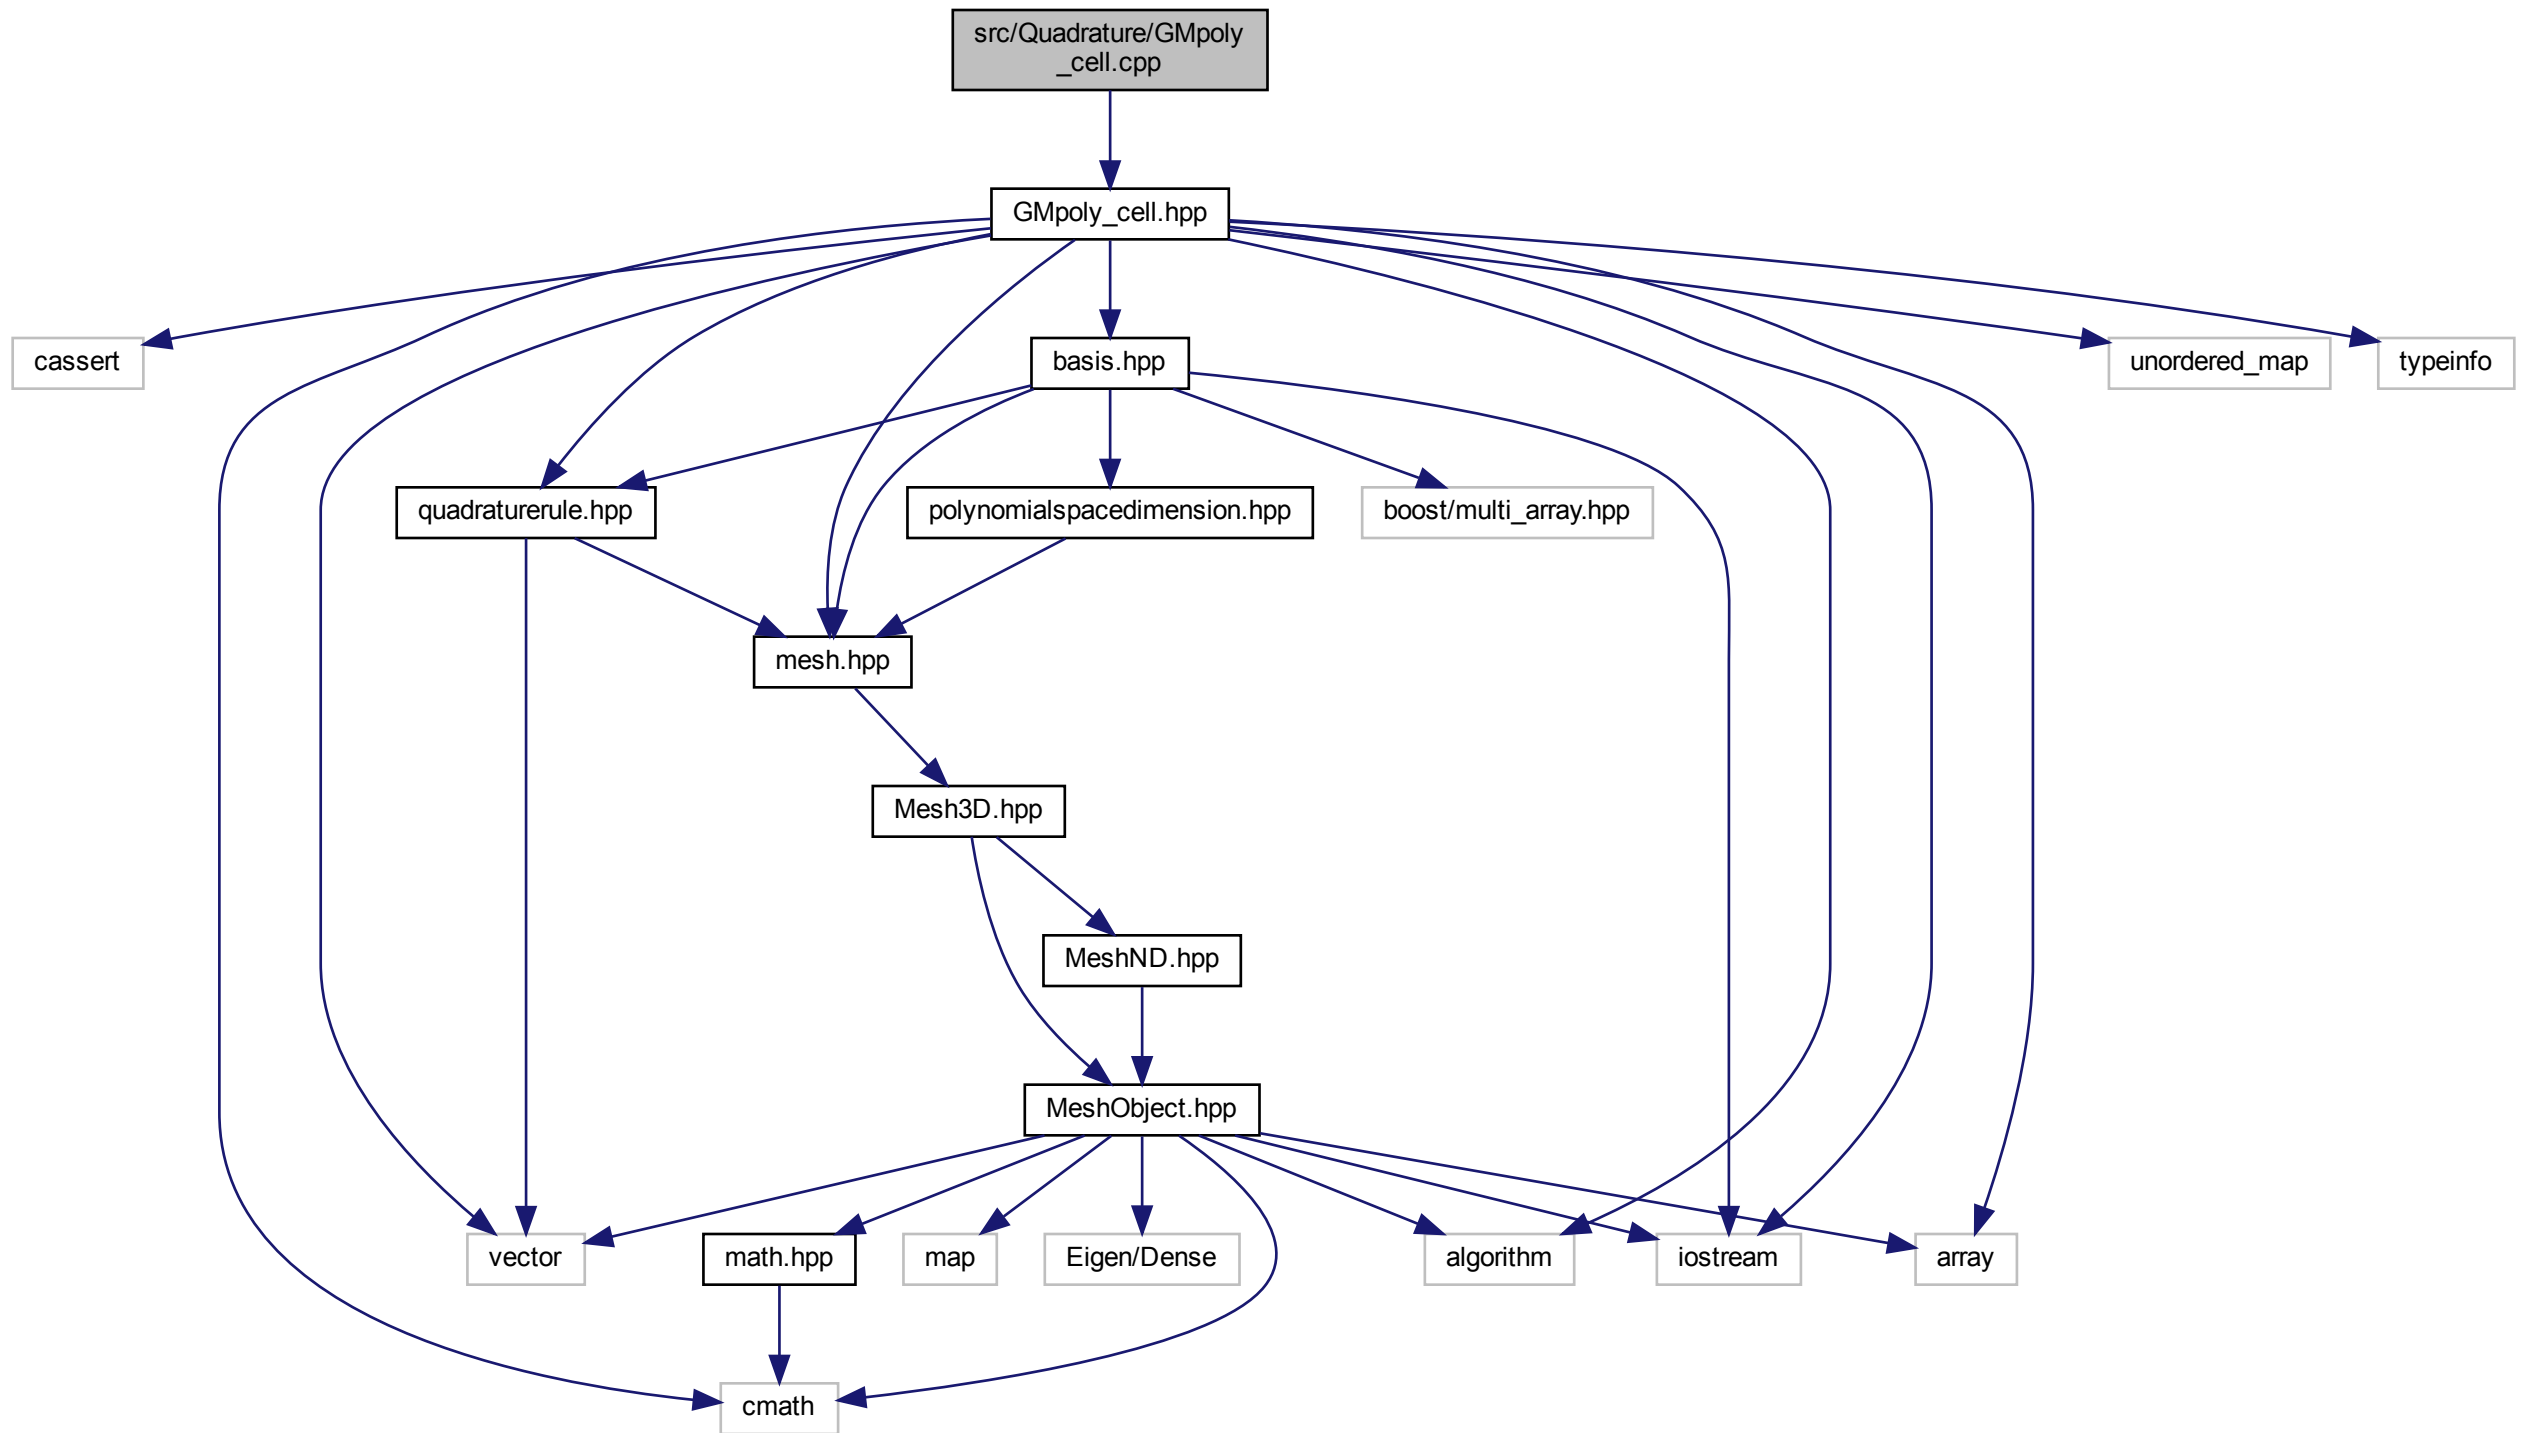 src/Quadrature/GMpoly
_cell.cpp
GMpoly_cell.hpp
cassert
basis.hpp
unordered_map
typeinfo
quadraturerule.hpp
polynomialspacedimension.hpp
boost/multi_array.hpp
mesh.hpp
Mesh3D.hpp
MeshND.hpp
MeshObject.hpp
vector
math.hpp
map
Eigen/Dense
algorithm
iostream
array
cmath